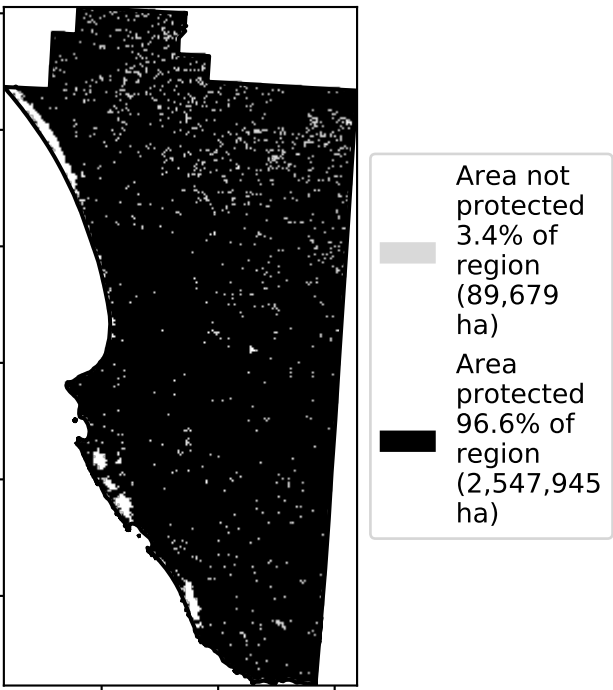 Area not
protected
3.4% of
region
(89,679
ha)
Area
protected
96.6% of
region
(2,547,945
ha)